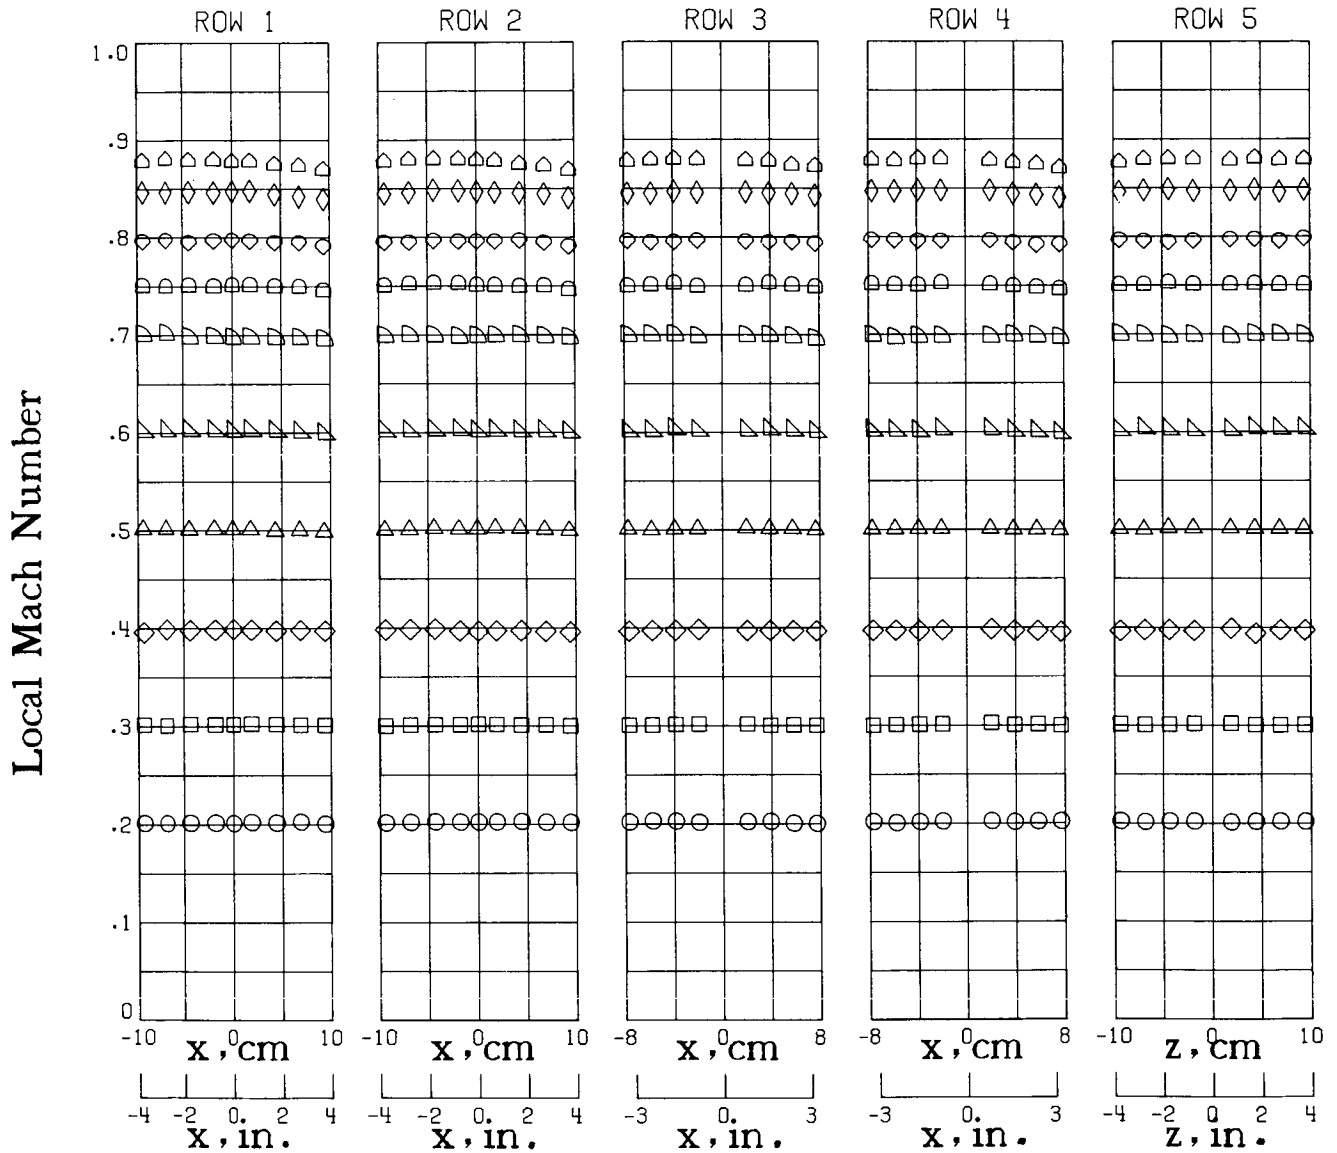 ROW 1 ROW 2 ROW 3 ROW 4 ROW 5
1.0
.9
.8
.7
.6
.5
.4
.3
.2
.1
0
Local Mach Number
-10 0 10 -10 0 10 -8 0 8 -8 0 8 -10 0 10
x, cm x, cm x, cm x, cm z, cm
-4 -2 0. 2 4 -4 -2 0. 2 4 -3 0. 3 -3 0. 3 -4 -2 0. 2 4
x, in. x, in. x, in. x, in. z, in.